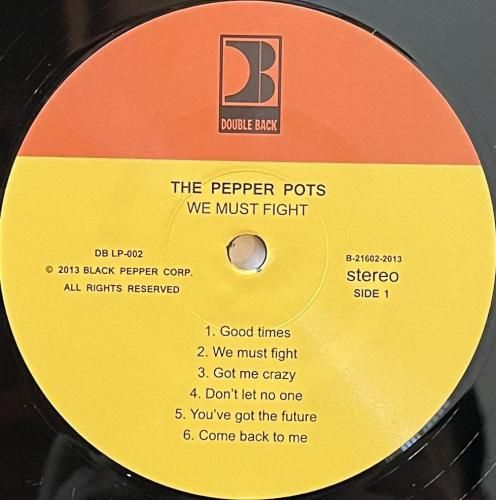 DOUBLE BACK
THE PEPPER POTS
WE MUST FIGHT
DB LP-002
© 2013 BLACK PEPPER CORP.
ALL RIGHTS RESERVED
B-21602-2013
stereo
SIDE 1
1. Good times
2. We must fight
3. Got me crazy
4. Don't let no one
5. You've got the future
6. Come back to me